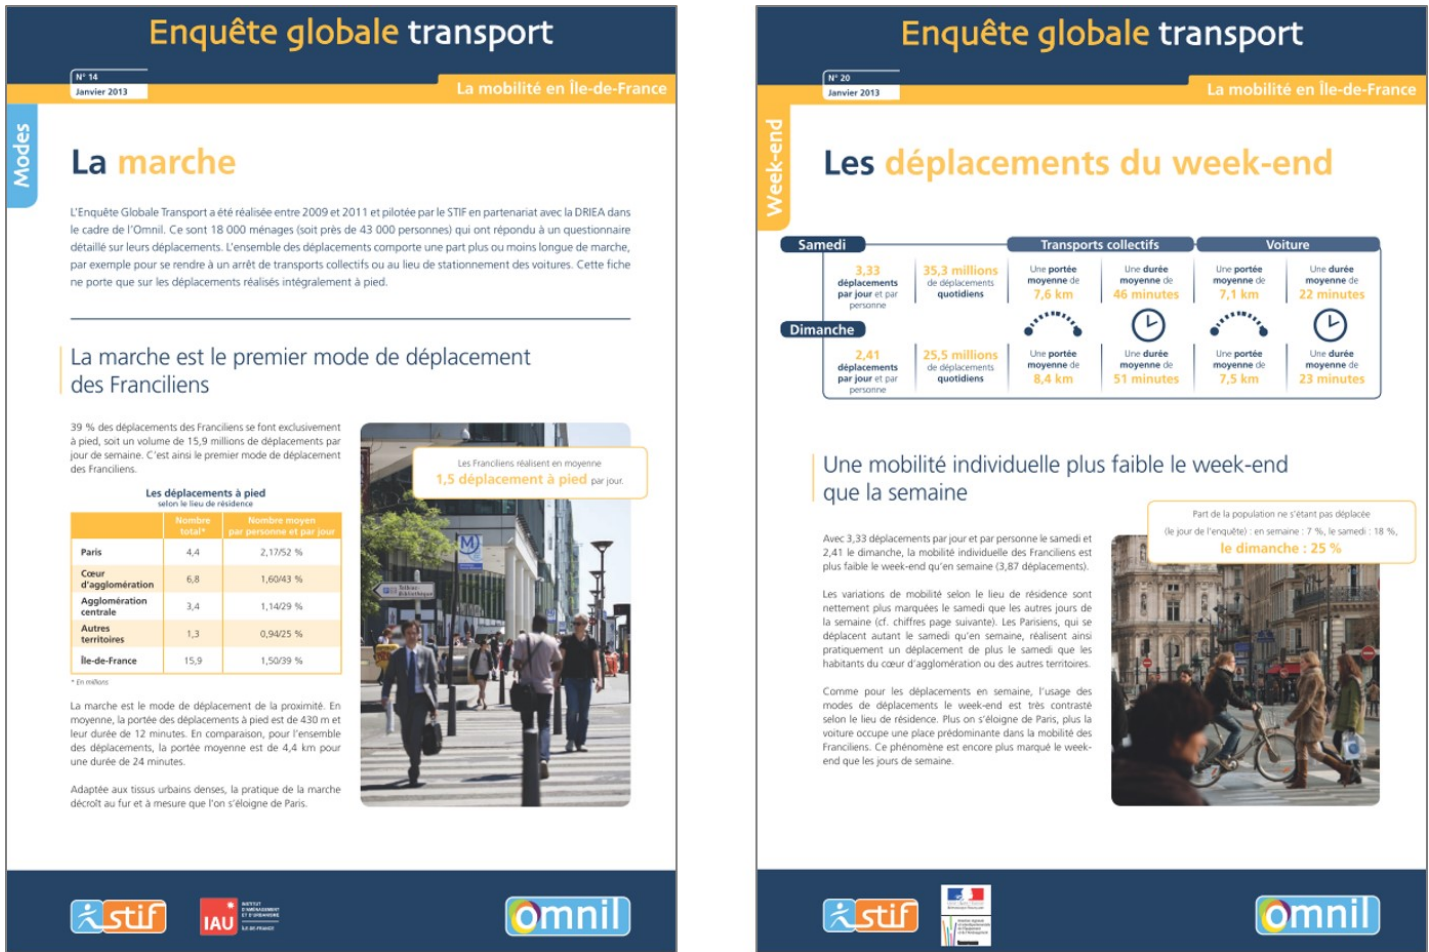 Enquête globale transport
N° 14
Janvier 2013
La mobilité en Île-de-France
Modes
La marche
L'Enquête Globale Transport a été réalisée entre 2009 et 2011 et pilotée par le STIF en partenariat avec la DRIEA dans
le cadre de l'Omnil. Ce sont 18 000 ménages (soit près de 43 000 personnes) qui ont répondu à un questionnaire
détaillé sur leurs déplacements. L'ensemble des déplacements comporte une part plus ou moins longue de marche,
par exemple pour se rendre à un arrêt de transports collectifs ou au lieu de stationnement des voitures. Cette fiche
ne porte que sur les déplacements réalisés intégralement à pied.
La marche est le premier mode de déplacement
des Franciliens
39 % des déplacements des Franciliens se font exclusivement
à pied, soit un volume de 15,9 millions de déplacements par
jour de semaine. C'est ainsi le premier mode de déplacement
des Franciliens.
Les déplacements à pied
selon le lieu de résidence
Nombre total* Nombre moyen par personne et par jour
Paris 4,4 2,17/52 %
Cœur d'agglomération 6,8 1,60/43 %
Agglomération centrale 3,4 1,14/29 %
Autres territoires 1,3 0,94/25 %
Île-de-France 15,9 1,50/39 %
* En millions
La marche est le mode de déplacement de la proximité. En
moyenne, la portée des déplacements à pied est de 430 m et
leur durée de 12 minutes. En comparaison, pour l'ensemble
des déplacements, la portée moyenne est de 4,4 km pour
une durée de 24 minutes.
Adaptée aux tissus urbains denses, la pratique de la marche
décroît au fur et à mesure que l'on s'éloigne de Paris.
Les Franciliens réalisent en moyenne
1,5 déplacement à pied par jour.
M
stif
IAU
INSTITUT
D'AMÉNAGEMENT
ET D'URBANISME
ÎLE-DE-FRANCE
omnil
Enquête globale transport
N° 20
Janvier 2013
La mobilité en Île-de-France
Week-end
Les déplacements du week-end
Samedi Transports collectifs Voiture
3,33 déplacements par jour et par personne
35,3 millions de déplacements quotidiens
Une portée moyenne de 7,6 km
Une durée moyenne de 46 minutes
Une portée moyenne de 7,1 km
Une durée moyenne de 22 minutes
Dimanche
2,41 déplacements par jour et par personne
25,5 millions de déplacements quotidiens
Une portée moyenne de 8,4 km
Une durée moyenne de 51 minutes
Une portée moyenne de 7,5 km
Une durée moyenne de 23 minutes
Une mobilité individuelle plus faible le week-end
que la semaine
Part de la population ne s'étant pas déplacée
(le jour de l'enquête) : en semaine : 7 %, le samedi : 18 %,
le dimanche : 25 %
Avec 3,33 déplacements par jour et par personne le samedi et
2,41 le dimanche, la mobilité individuelle des Franciliens est
plus faible le week-end qu'en semaine (3,87 déplacements).
Les variations de mobilité selon le lieu de résidence sont
nettement plus marquées le samedi que les autres jours de
la semaine (cf. chiffres page suivante). Les Parisiens, qui se
déplacent autant le samedi qu'en semaine, réalisent ainsi
pratiquement un déplacement de plus le samedi que les
habitants du cœur d'agglomération ou des autres territoires.
Comme pour les déplacements en semaine, l'usage des
modes de déplacements le week-end est très contrasté
selon le lieu de résidence. Plus on s'éloigne de Paris, plus la
voiture occupe une place prédominante dans la mobilité des
Franciliens. Ce phénomène est encore plus marqué le week-
end que les jours de semaine.
stif
omnil